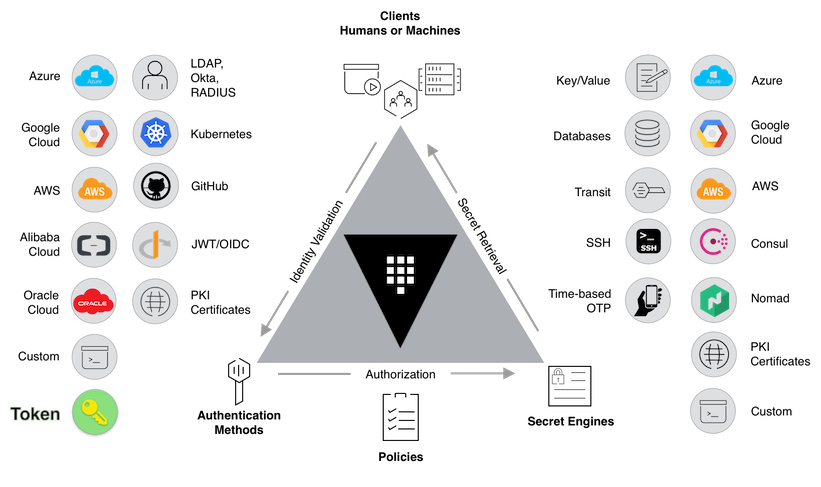 Clients
Humans or Machines
Azure
LDAP,
Okta,
RADIUS
Google
Cloud
Kubernetes
AWS
GitHub
Alibaba
Cloud
JWT/OIDC
Oracle
Cloud
PKI
Certificates
Custom
Token
Azure
AWS
ORACLE
>_
Identity Validation
Secret Retrieval
Authorization
Authentication
Methods
Policies
Secret Engines
Key/Value
Azure
Databases
Google
Cloud
Transit
AWS
SSH
Consul
Time-based
OTP
Nomad
PKI
Certificates
Custom
Azure
AWS
>_
SSH
>_